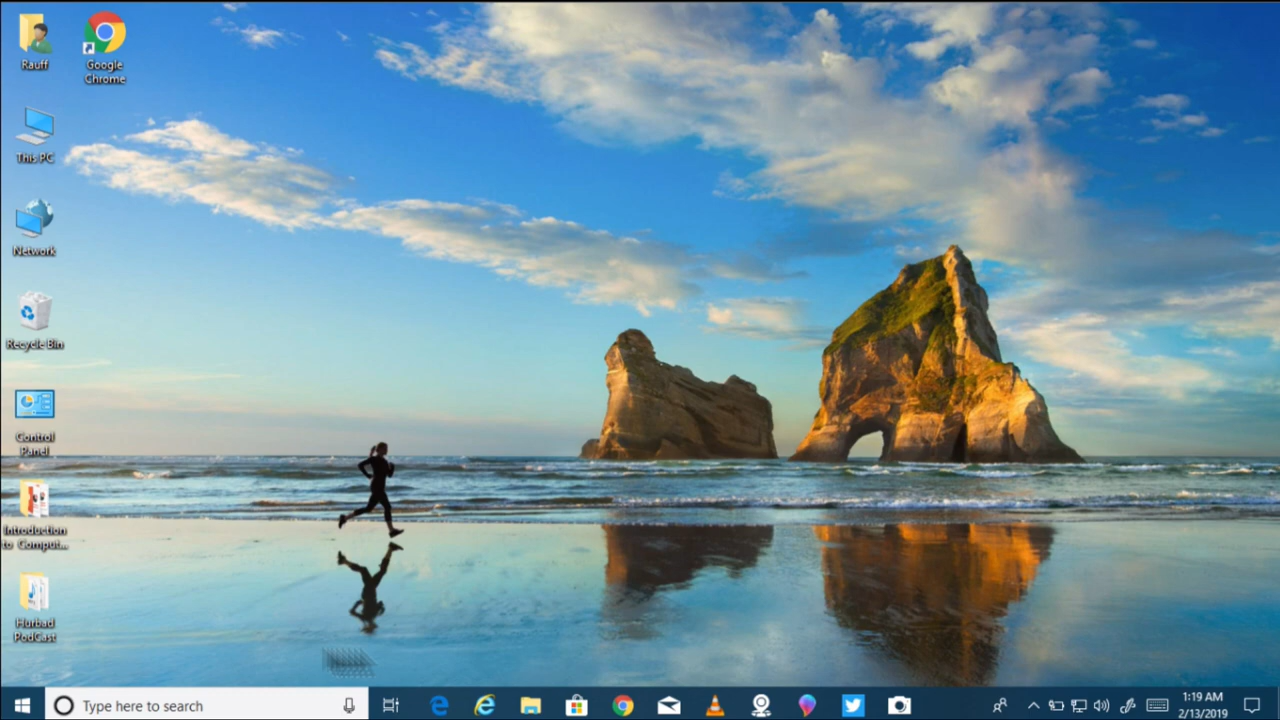 Rauff
Google
Chrome
This PC
Network
Recycle Bin
Control
Panel
Introduction
to Comput...
Hurbad
PodCast
Type here to search
1:19 AM
2/13/2019